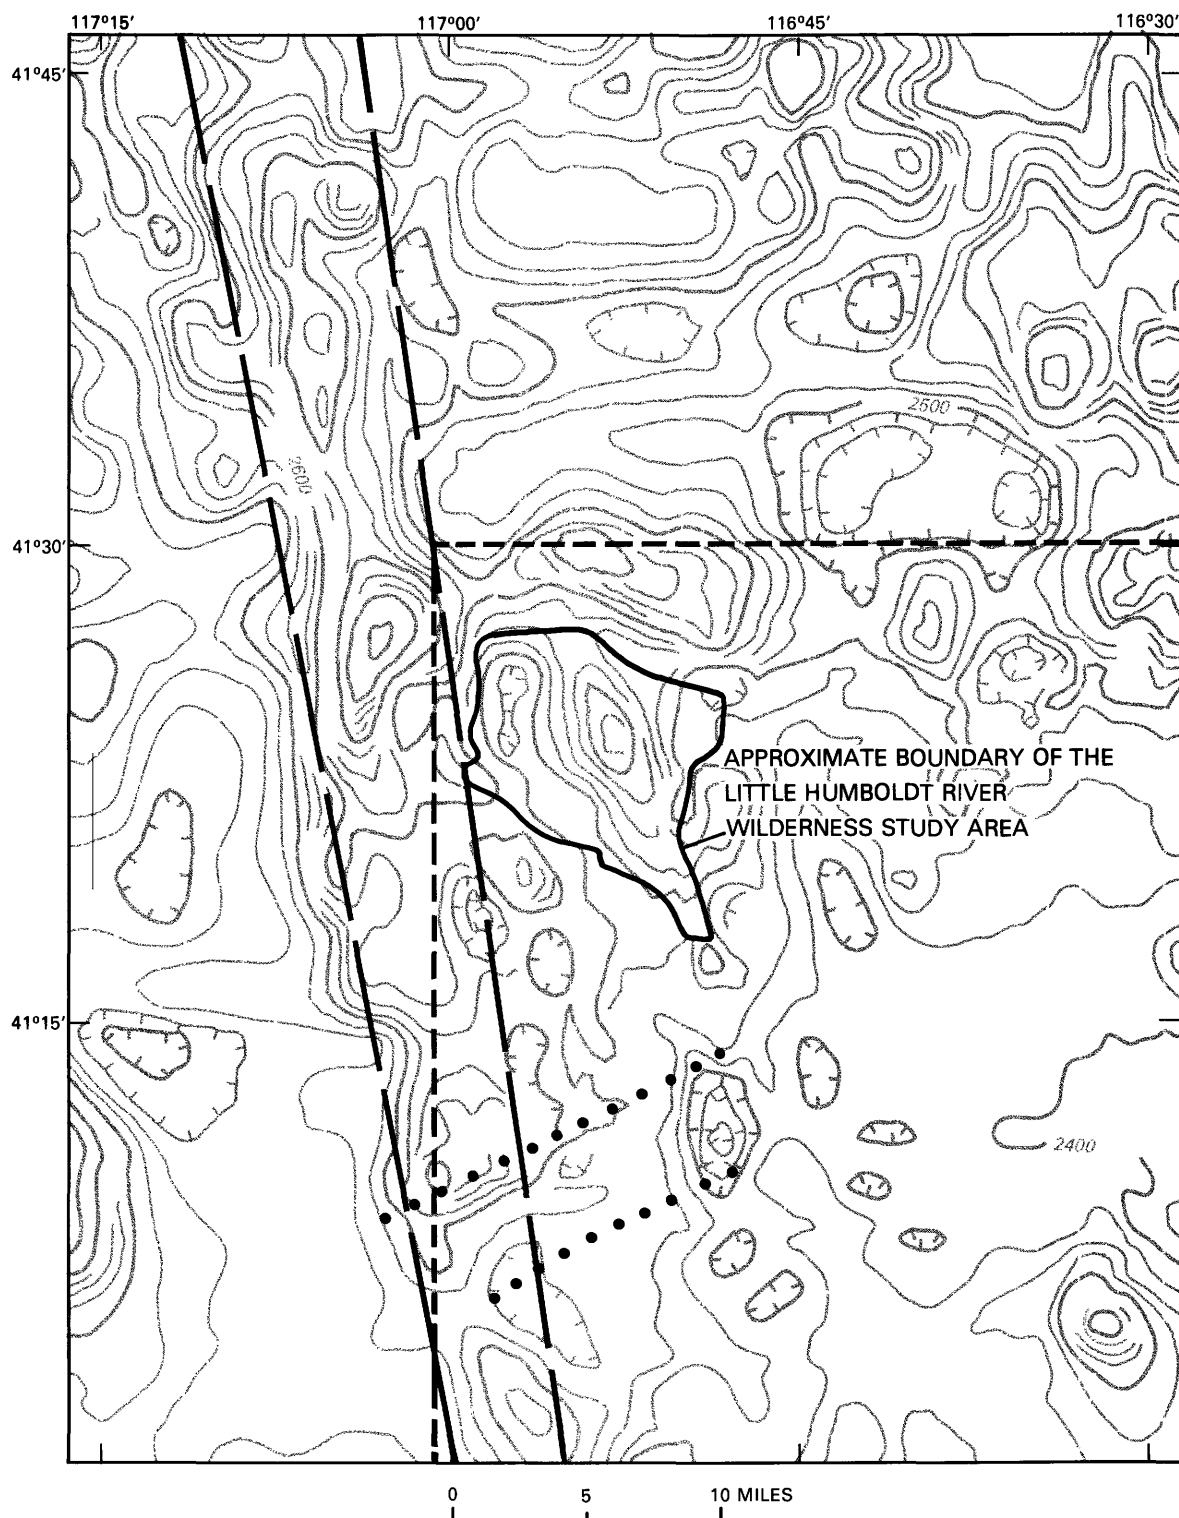 117°15′ 117°00′ 116°45′ 116°30′
41°45′
2500
2600
41°30′
APPROXIMATE BOUNDARY OF THE
LITTLE HUMBOLDT RIVER
WILDERNESS STUDY AREA
41°15′
2400
0 5 10 MILES